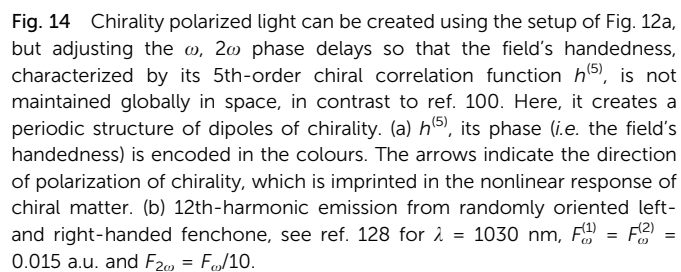 Fig. 14 Chirality polarized light can be created using the setup of Fig. 12a,
but adjusting the ω, 2ω phase delays so that the field's handedness,
characterized by its 5th-order chiral correlation function h⁽⁵⁾, is not
maintained globally in space, in contrast to ref. 100. Here, it creates a
periodic structure of dipoles of chirality. (a) h⁽⁵⁾, its phase (i.e. the field's
handedness) is encoded in the colours. The arrows indicate the direction
of polarization of chirality, which is imprinted in the nonlinear response of
chiral matter. (b) 12th-harmonic emission from randomly oriented left-
and right-handed fenchone, see ref. 128 for λ = 1030 nm, F_ω⁽¹⁾ = F_ω⁽²⁾ =
0.015 a.u. and F_2ω = F_ω/10.